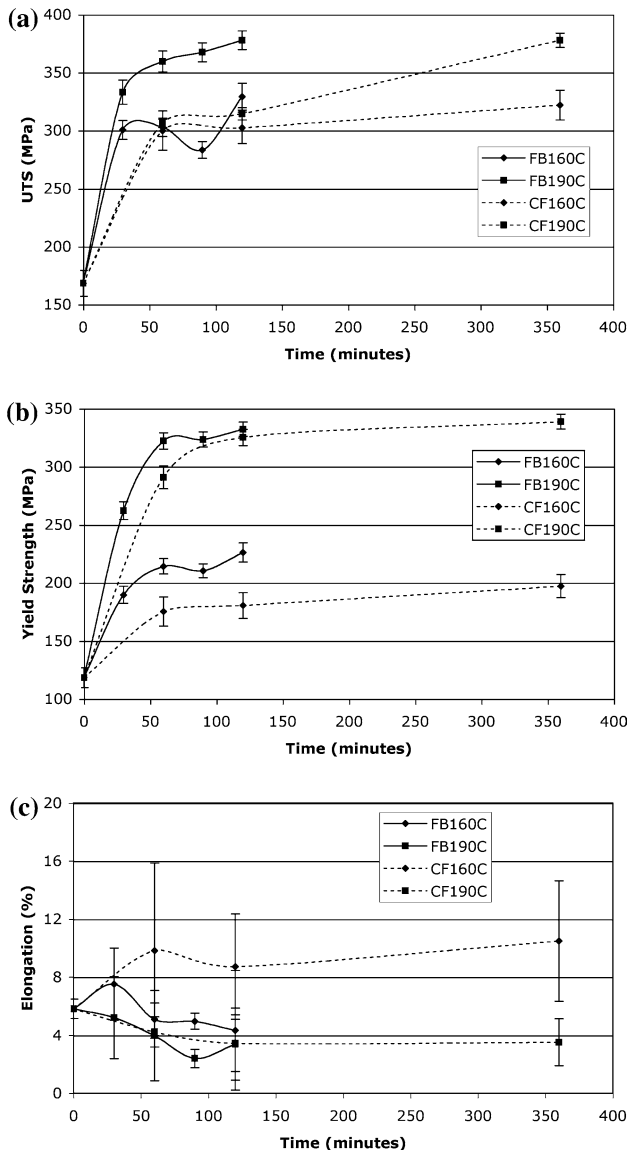 (a)
400
350
300
250
200
150
UTS (MPa)
FB160C
FB190C
CF160C
CF190C
0 50 100 150 200 250 300 350 400
Time (minutes)
(b)
350
300
250
200
150
100
Yield Strength (MPa)
FB160C
FB190C
CF160C
CF190C
0 50 100 150 200 250 300 350 400
Time (minutes)
(c)
20
16
12
8
4
0
Elongation (%)
FB160C
FB190C
CF160C
CF190C
0 50 100 150 200 250 300 350 400
Time (minutes)